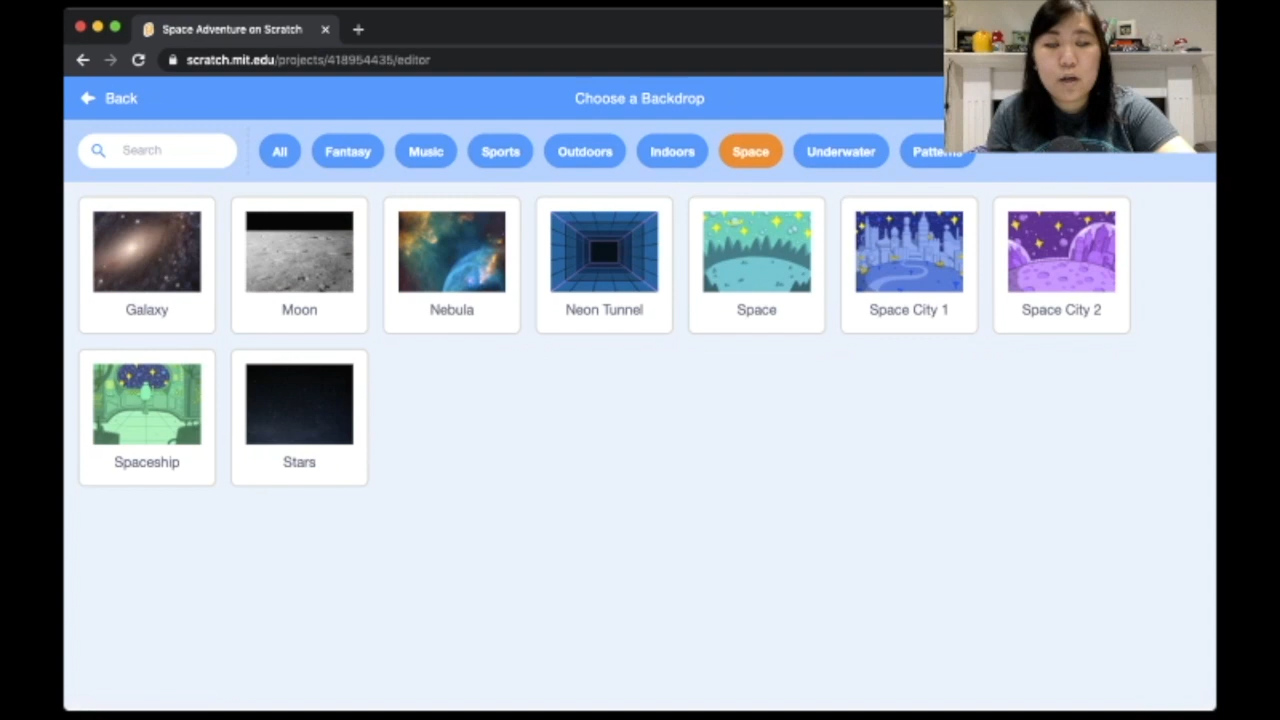 Space Adventure on Scratch
scratch.mit.edu/projects/418954435/editor
Back
Choose a Backdrop
Search
All
Fantasy
Music
Sports
Outdoors
Indoors
Space
Underwater
Patterns
Galaxy
Moon
Nebula
Neon Tunnel
Space
Space City 1
Space City 2
Spaceship
Stars